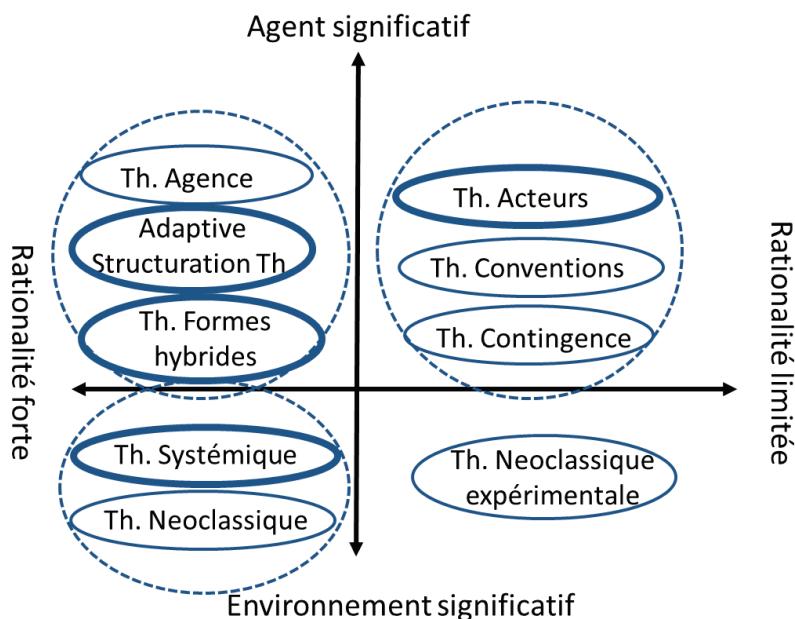 Agent significatif
Th. Agence
Adaptive
Structuration Th
Th. Formes
hybrides
Th. Acteurs
Th. Conventions
Th. Contingence
Rationalité forte
Rationalité limitée
Th. Systémique
Th. Neoclassique
Th. Neoclassique
expérimentale
Environnement significatif